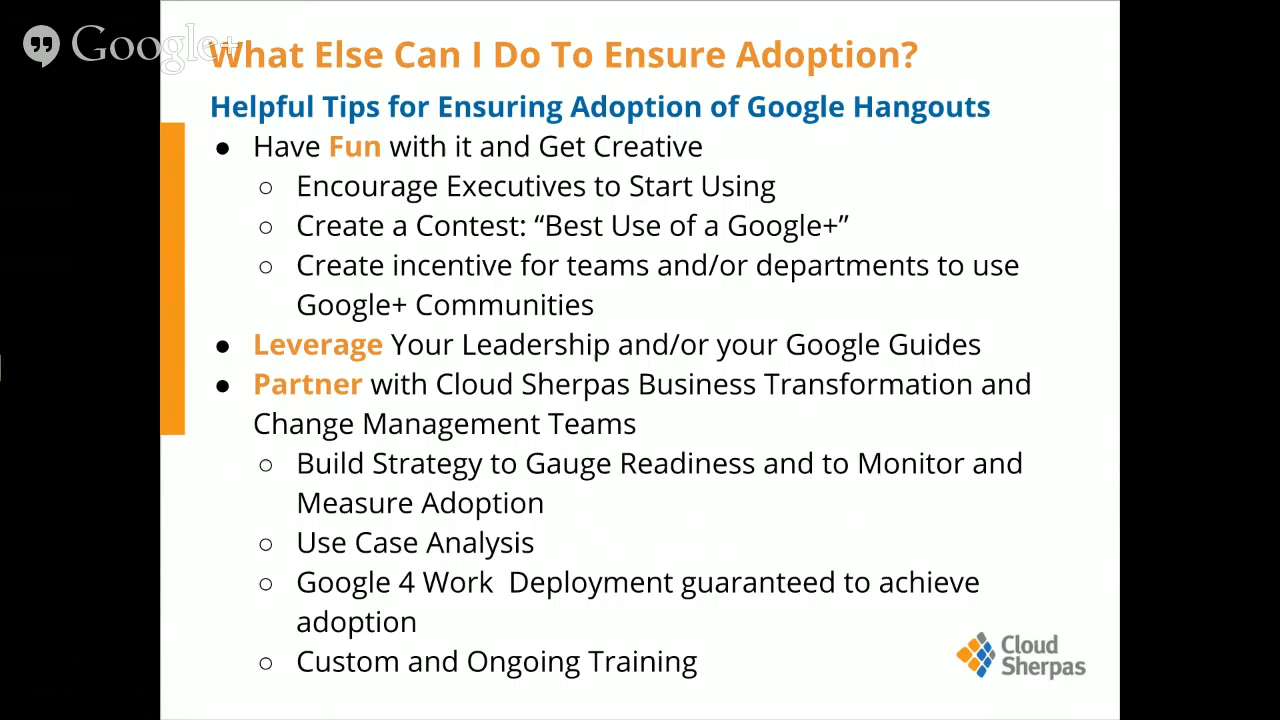 Google+
What Else Can I Do To Ensure Adoption?
Helpful Tips for Ensuring Adoption of Google Hangouts
● Have Fun with it and Get Creative
○ Encourage Executives to Start Using
○ Create a Contest: “Best Use of a Google+”
○ Create incentive for teams and/or departments to use
Google+ Communities
● Leverage Your Leadership and/or your Google Guides
● Partner with Cloud Sherpas Business Transformation and
Change Management Teams
○ Build Strategy to Gauge Readiness and to Monitor and
Measure Adoption
○ Use Case Analysis
○ Google 4 Work  Deployment guaranteed to achieve
adoption
○ Custom and Ongoing Training
Cloud
Sherpas